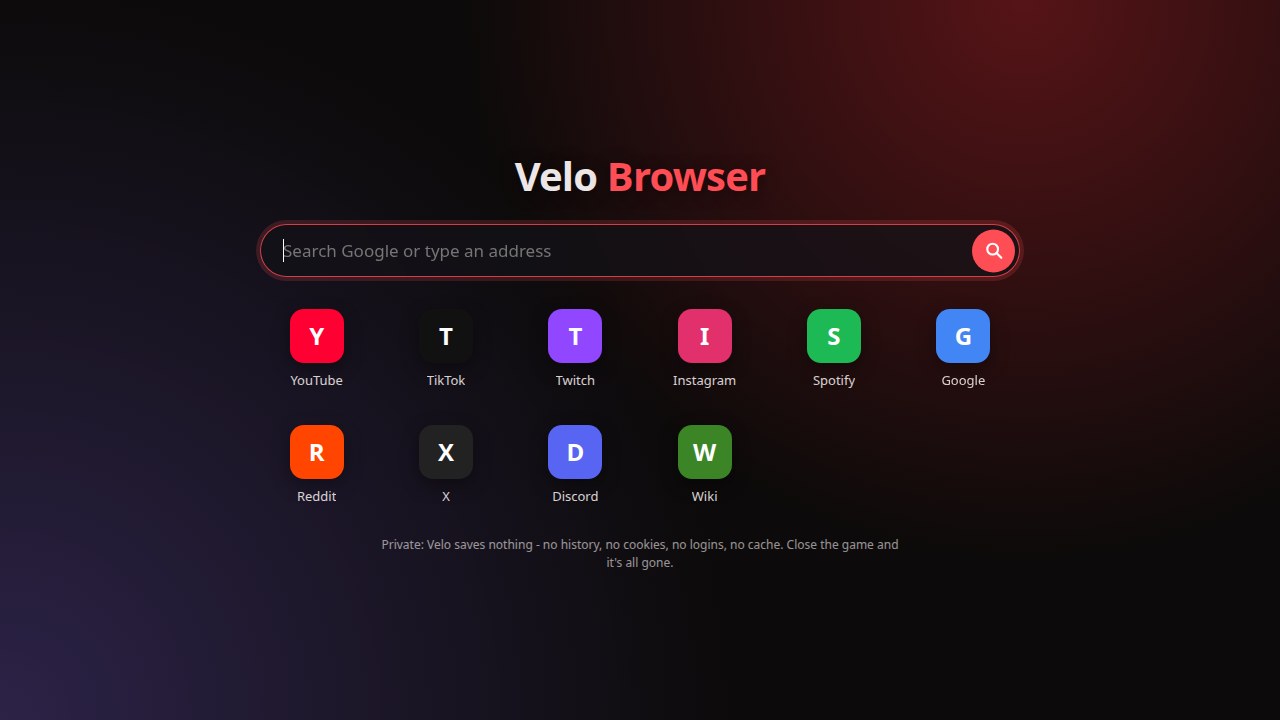 Velo Browser
Search Google or type an address
Y T T I S G
YouTube TikTok Twitch Instagram Spotify Google
R X D W
Reddit X Discord Wiki
Private: Velo saves nothing - no history, no cookies, no logins, no cache. Close the game and
it's all gone.